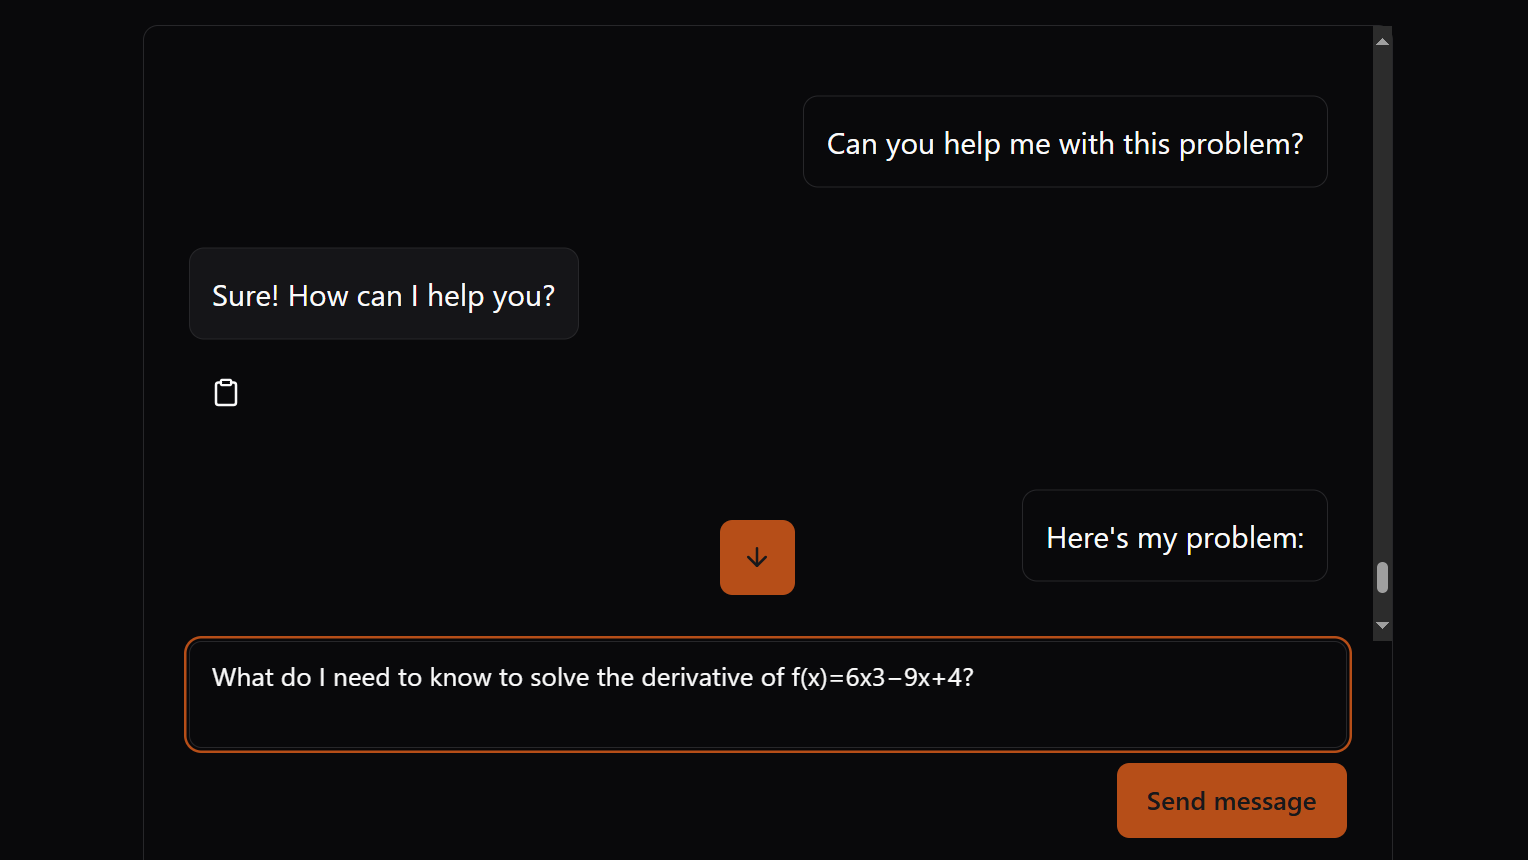 Can you help me with this problem?
Sure! How can I help you?
Here's my problem:
What do I need to know to solve the derivative of f(x)=6x3−9x+4?
Send message